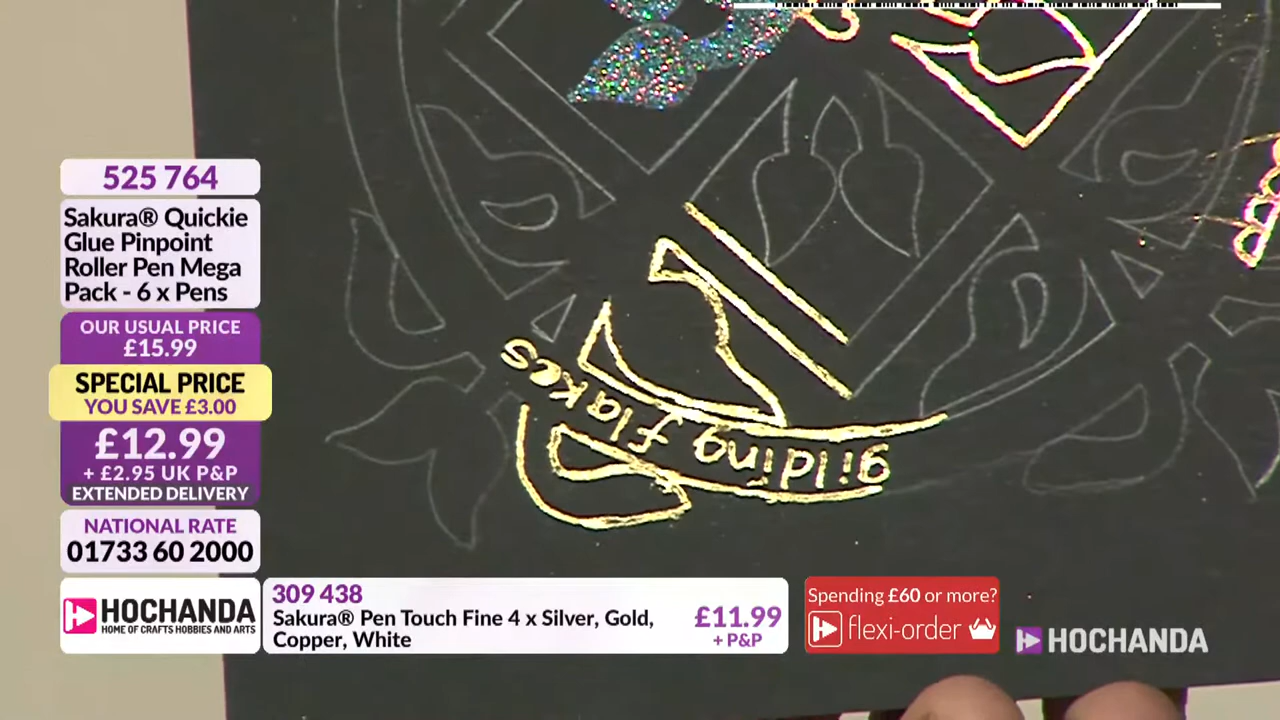 525 764
Sakura® Quickie
Glue Pinpoint
Roller Pen Mega
Pack - 6 x Pens
OUR USUAL PRICE
£15.99
SPECIAL PRICE
YOU SAVE £3.00
£12.99
+ £2.95 UK P&P
EXTENDED DELIVERY
NATIONAL RATE
01733 60 2000
HOCHANDA
HOME OF CRAFTS HOBBIES AND ARTS
gilding flakes
309 438
Sakura® Pen Touch Fine 4 x Silver, Gold,
Copper, White
£11.99
+ P&P
Spending £60 or more?
flexi-order
HOCHANDA